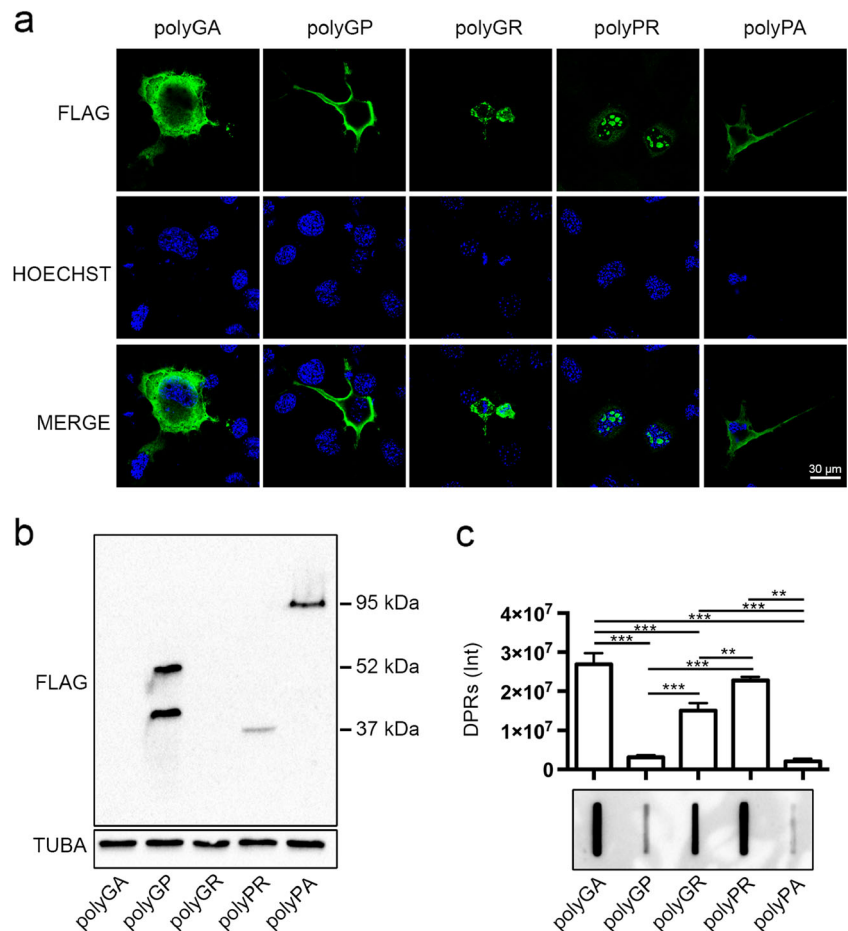 a
polyGA polyGP polyGR polyPR polyPA
FLAG
HOECHST
MERGE
30 µm
b
95 kDa
52 kDa
37 kDa
FLAG
TUBA
polyGA polyGP polyGR polyPR polyPA
c
**
***
***
*** **
*** ***
***
4×10⁷
3×10⁷
2×10⁷
1×10⁷
0
DPRs (Int)
polyGA polyGP polyGR polyPR polyPA